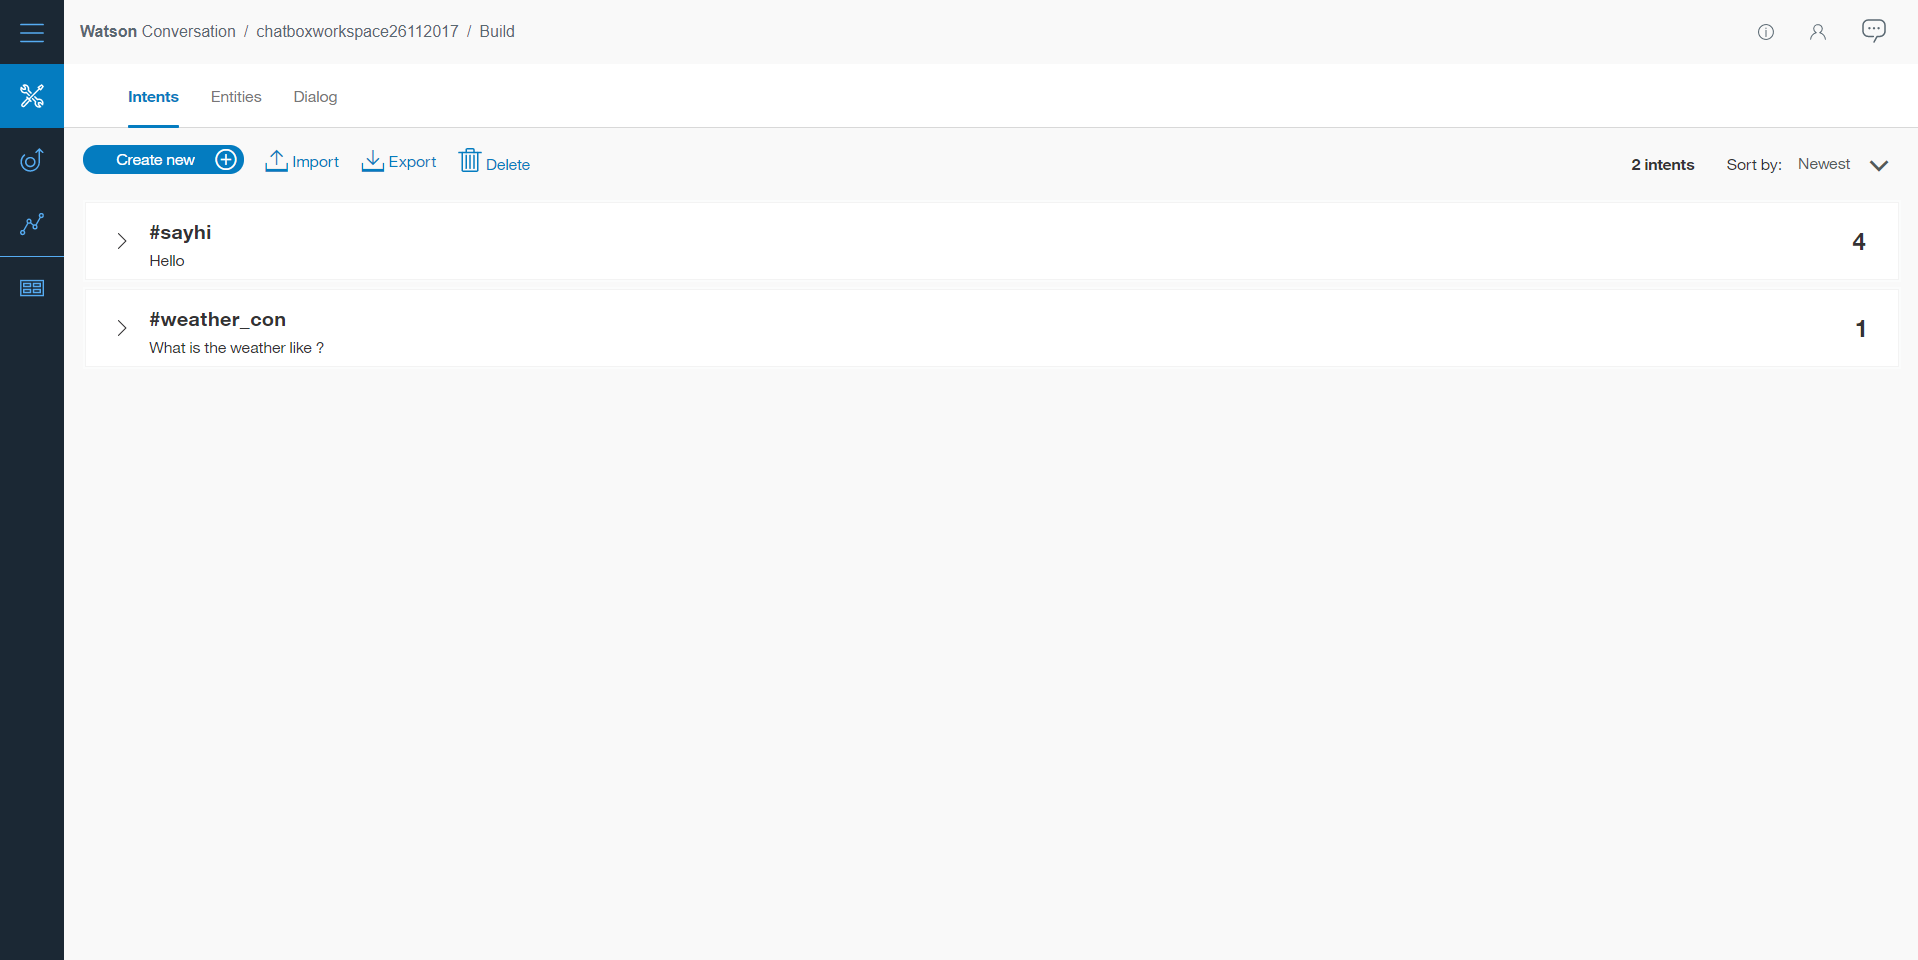 Watson Conversation / chatboxworkspace26112017 / Build
Intents Entities Dialog
Create new Import Export Delete 2 intents Sort by: Newest
#sayhi
Hello
4
#weather_con
What is the weather like ?
1